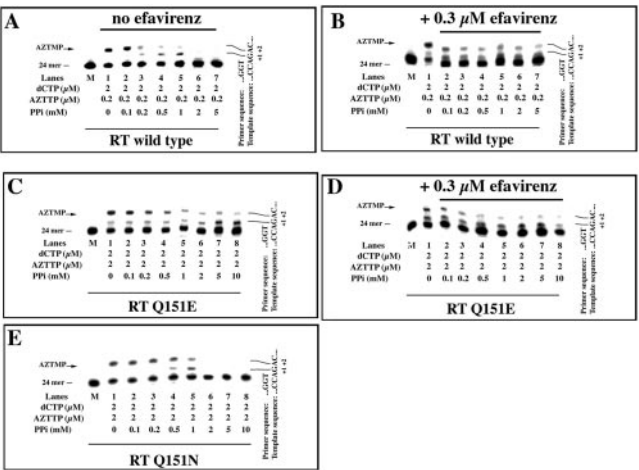 A
no efavirenz
AZTMP
24 mer
+1 +2
Lanes M 1 2 3 4 5 6 7
dCTP (µM) 2 2 2 2 2 2 2
AZTTP (µM) 0.2 0.2 0.2 0.2 0.2 0.2 0.2
PPi (mM) 0 0.1 0.2 0.5 1 2 5
Primer sequence: ...GGT
Template sequence: ...CCAGAC...
RT wild type
B
+ 0.3 µM efavirenz
AZTMP
24 mer
+1 +2
Lanes M 1 2 3 4 5 6 7
dCTP (µM) 2 2 2 2 2 2 2
AZTTP (µM) 0.2 0.2 0.2 0.2 0.2 0.2 0.2
PPi (mM) 0 0.1 0.2 0.5 1 2 5
Primer sequence: ...GGT
Template sequence: ...CCAGAC...
RT wild type
C
AZTMP
24 mer
+1 +2
Lanes M 1 2 3 4 5 6 7 8
dCTP (µM) 2 2 2 2 2 2 2 2
AZTTP (µM) 2 2 2 2 2 2 2 2
PPi (mM) 0 0.1 0.2 0.5 1 2 5 10
Primer sequence: ...GGT
Template sequence: ...CCAGAC...
RT Q151E
D
+ 0.3 µM efavirenz
AZTMP
24 mer
+1 +2
Lanes M 1 2 3 4 5 6 7 8
dCTP (µM) 2 2 2 2 2 2 2 2
AZTTP (µM) 2 2 2 2 2 2 2 2
PPi (mM) 0 0.1 0.2 0.5 1 2 5 10
Primer sequence: ...GGT
Template sequence: ...CCAGAC...
RT Q151E
E
AZTMP
24 mer
+1 +2
Lanes M 1 2 3 4 5 6 7 8
dCTP (µM) 2 2 2 2 2 2 2 2
AZTTP (µM) 2 2 2 2 2 2 2 2
PPi (mM) 0 0.1 0.2 0.5 1 2 5 10
Primer sequence: ...GGT
Template sequence: ...CCAGAC...
RT Q151N